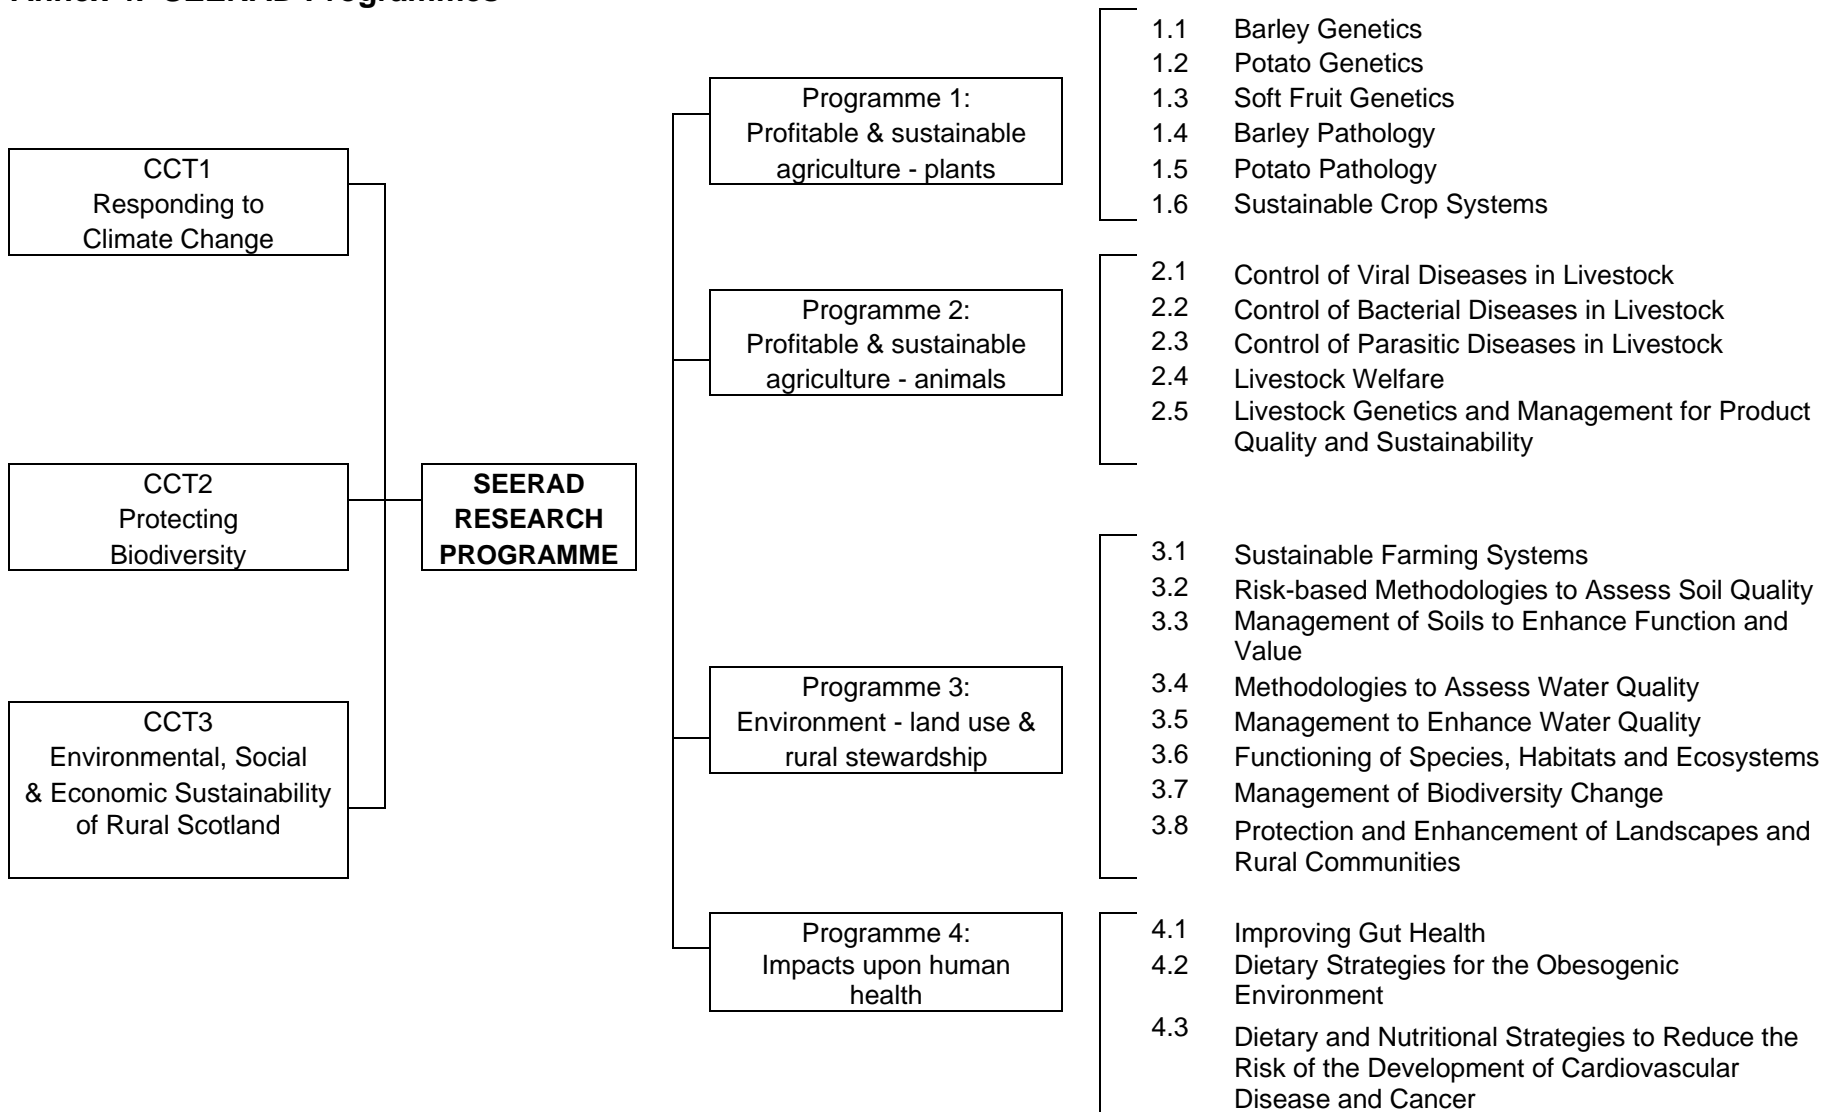 CCT1
Responding to
Climate Change
CCT2
Protecting
Biodiversity
CCT3
Environmental, Social
& Economic Sustainability
of Rural Scotland
SEERAD
RESEARCH
PROGRAMME
Programme 1:
Profitable & sustainable
agriculture - plants
1.1 Barley Genetics
1.2 Potato Genetics
1.3 Soft Fruit Genetics
1.4 Barley Pathology
1.5 Potato Pathology
1.6 Sustainable Crop Systems
Programme 2:
Profitable & sustainable
agriculture - animals
2.1 Control of Viral Diseases in Livestock
2.2 Control of Bacterial Diseases in Livestock
2.3 Control of Parasitic Diseases in Livestock
2.4 Livestock Welfare
2.5 Livestock Genetics and Management for Product
Quality and Sustainability
Programme 3:
Environment - land use &
rural stewardship
3.1 Sustainable Farming Systems
3.2 Risk-based Methodologies to Assess Soil Quality
3.3 Management of Soils to Enhance Function and
Value
3.4 Methodologies to Assess Water Quality
3.5 Management to Enhance Water Quality
3.6 Functioning of Species, Habitats and Ecosystems
3.7 Management of Biodiversity Change
3.8 Protection and Enhancement of Landscapes and
Rural Communities
Programme 4:
Impacts upon human
health
4.1 Improving Gut Health
4.2 Dietary Strategies for the Obesogenic
Environment
4.3 Dietary and Nutritional Strategies to Reduce the
Risk of the Development of Cardiovascular
Disease and Cancer